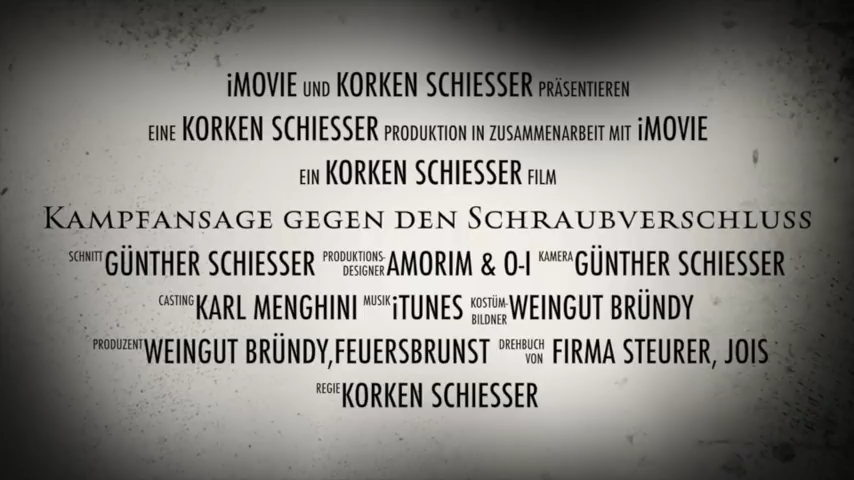 iMOVIE UND KORKEN SCHIESSER PRÄSENTIEREN
EINE KORKEN SCHIESSER PRODUKTION IN ZUSAMMENARBEIT MIT iMOVIE
EIN KORKEN SCHIESSER FILM
KAMPFANSAGE GEGEN DEN SCHRAUBVERSCHLUSS
SCHNITT GÜNTHER SCHIESSER PRODUKTIONS-DESIGNER AMORIM & O-I KAMERA GÜNTHER SCHIESSER
CASTING KARL MENGHINI MUSIK iTUNES KOSTÜM-BILDNER WEINGUT BRÜNDY
PRODUZENT WEINGUT BRÜNDY,FEUERSBRUNST DREHBUCH VON FIRMA STEURER, JOIS
REGIE KORKEN SCHIESSER